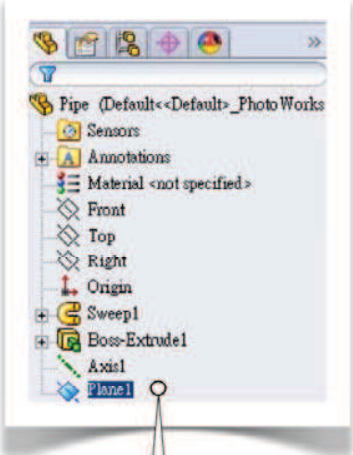 »
Pipe (Default<<Default>_PhotoWorks
Sensors
A Annotations
Material <not specified>
Front
Top
Right
Origin
Sweep1
Boss-Extrude1
Axis1
Plane1